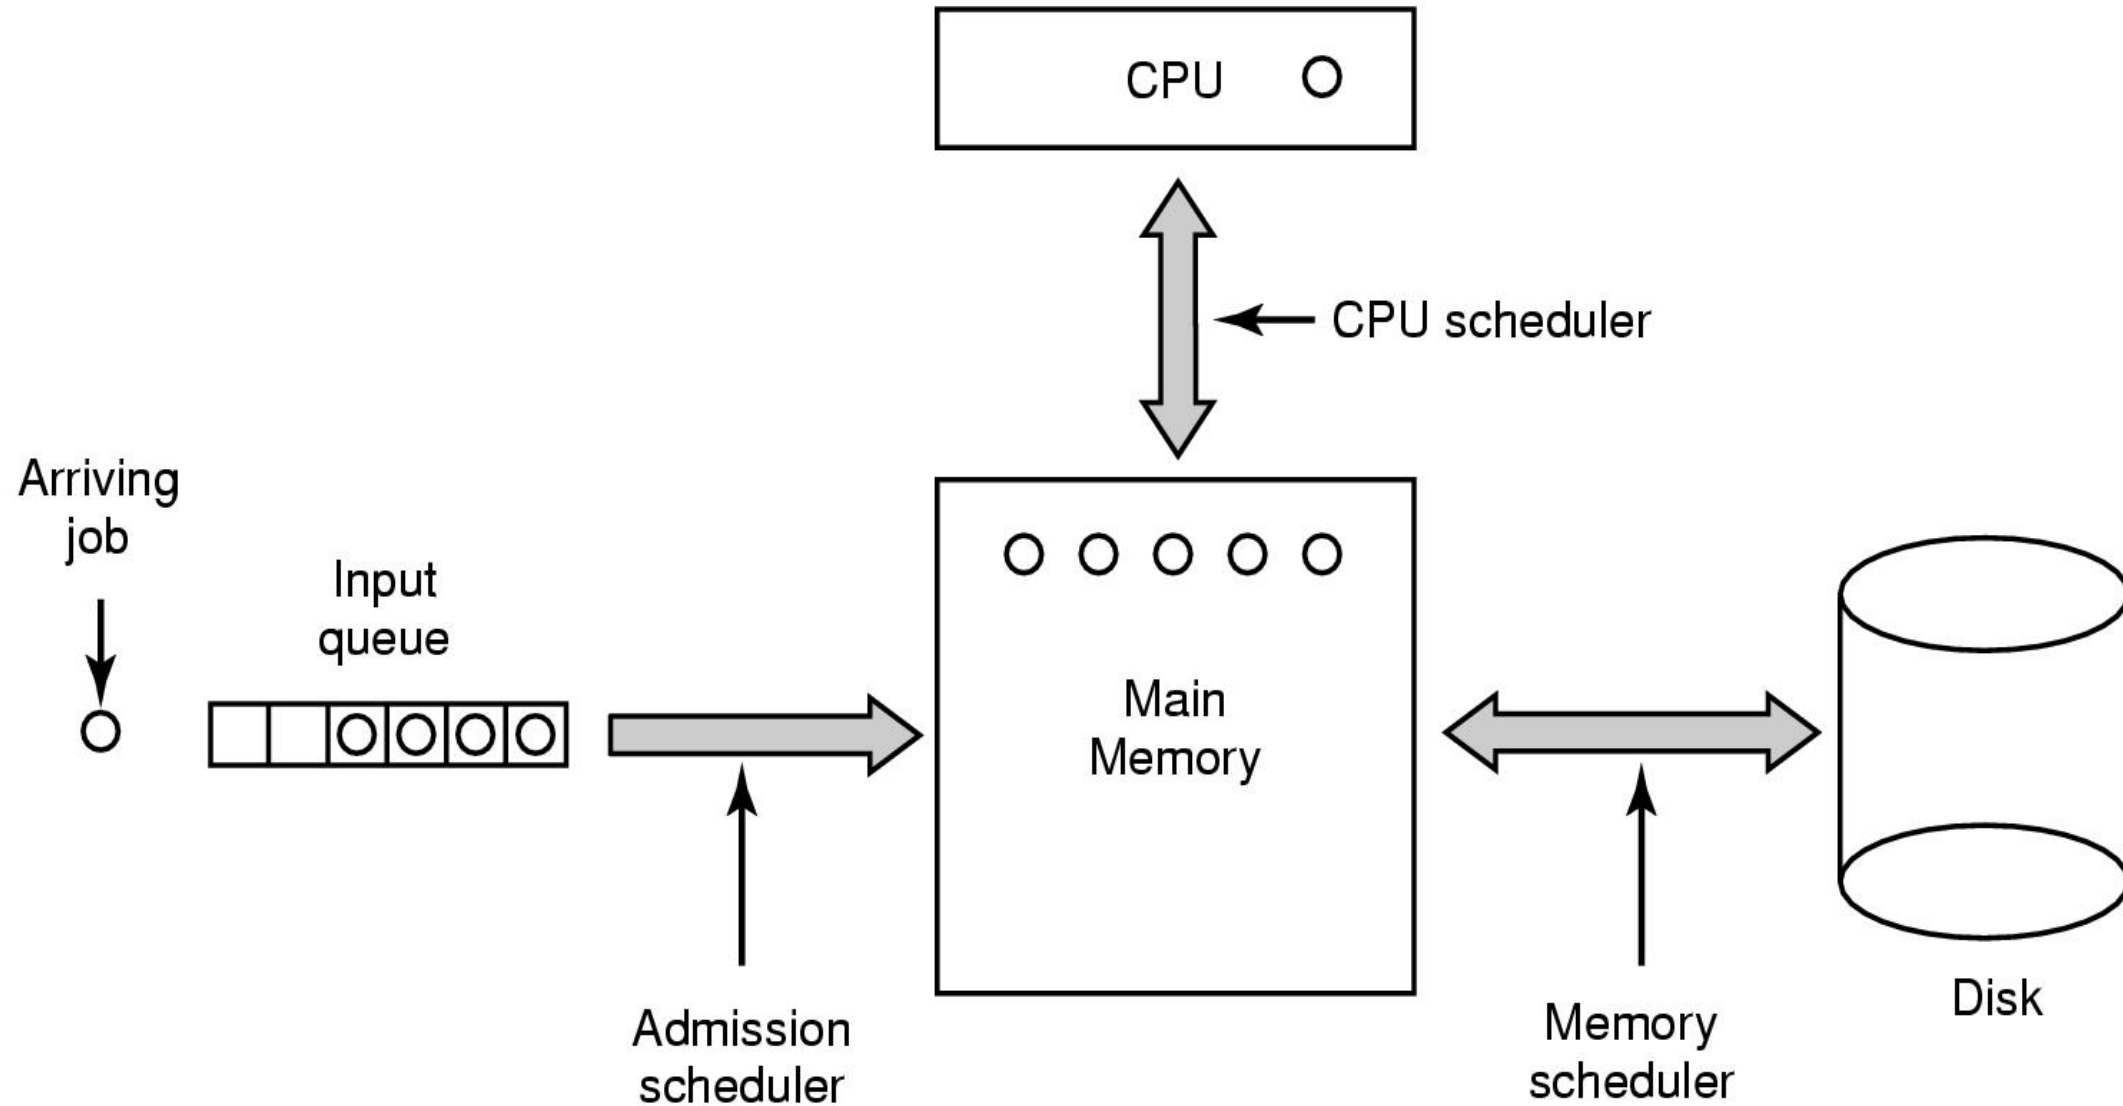 CPU
CPU scheduler
Arriving
job
Input
queue
Main
Memory
Admission
scheduler
Memory
scheduler
Disk